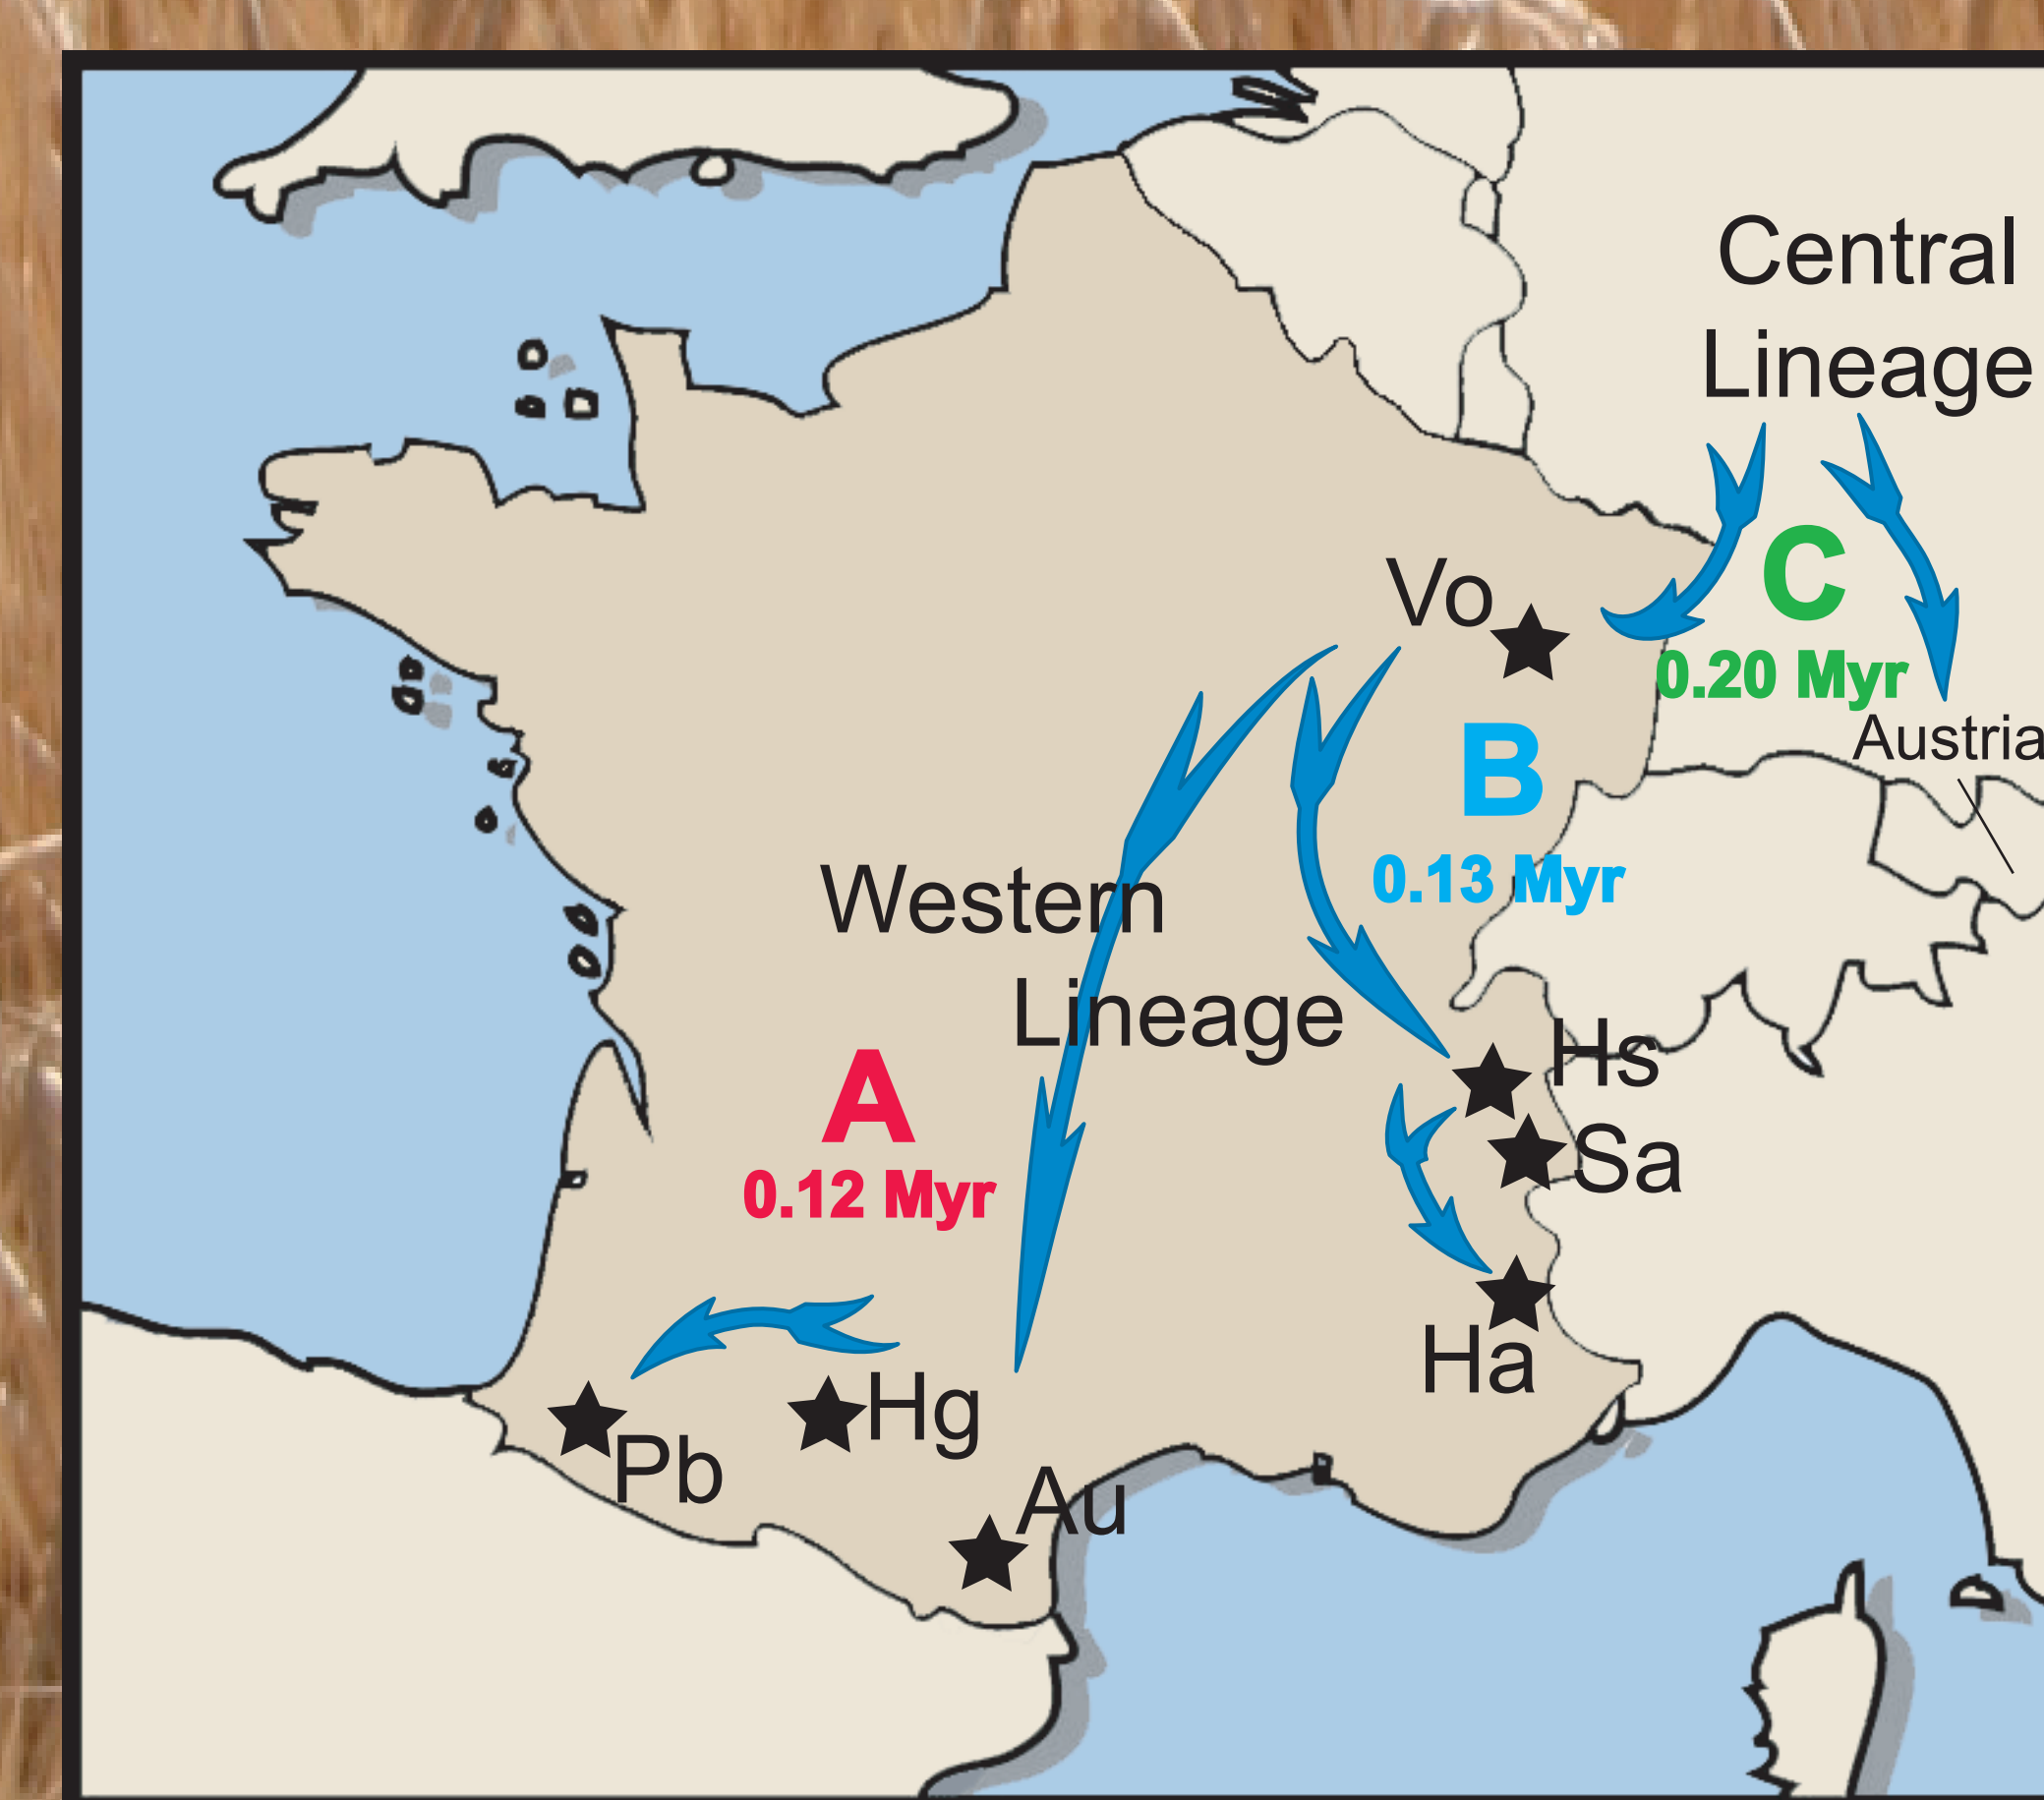 Central
Lineage
C
0.20 Myr
Austria
Vo
B
0.13 Myr
Western
Lineage
A
0.12 Myr
Hs
Sa
Ha
Hg
Pb
Au